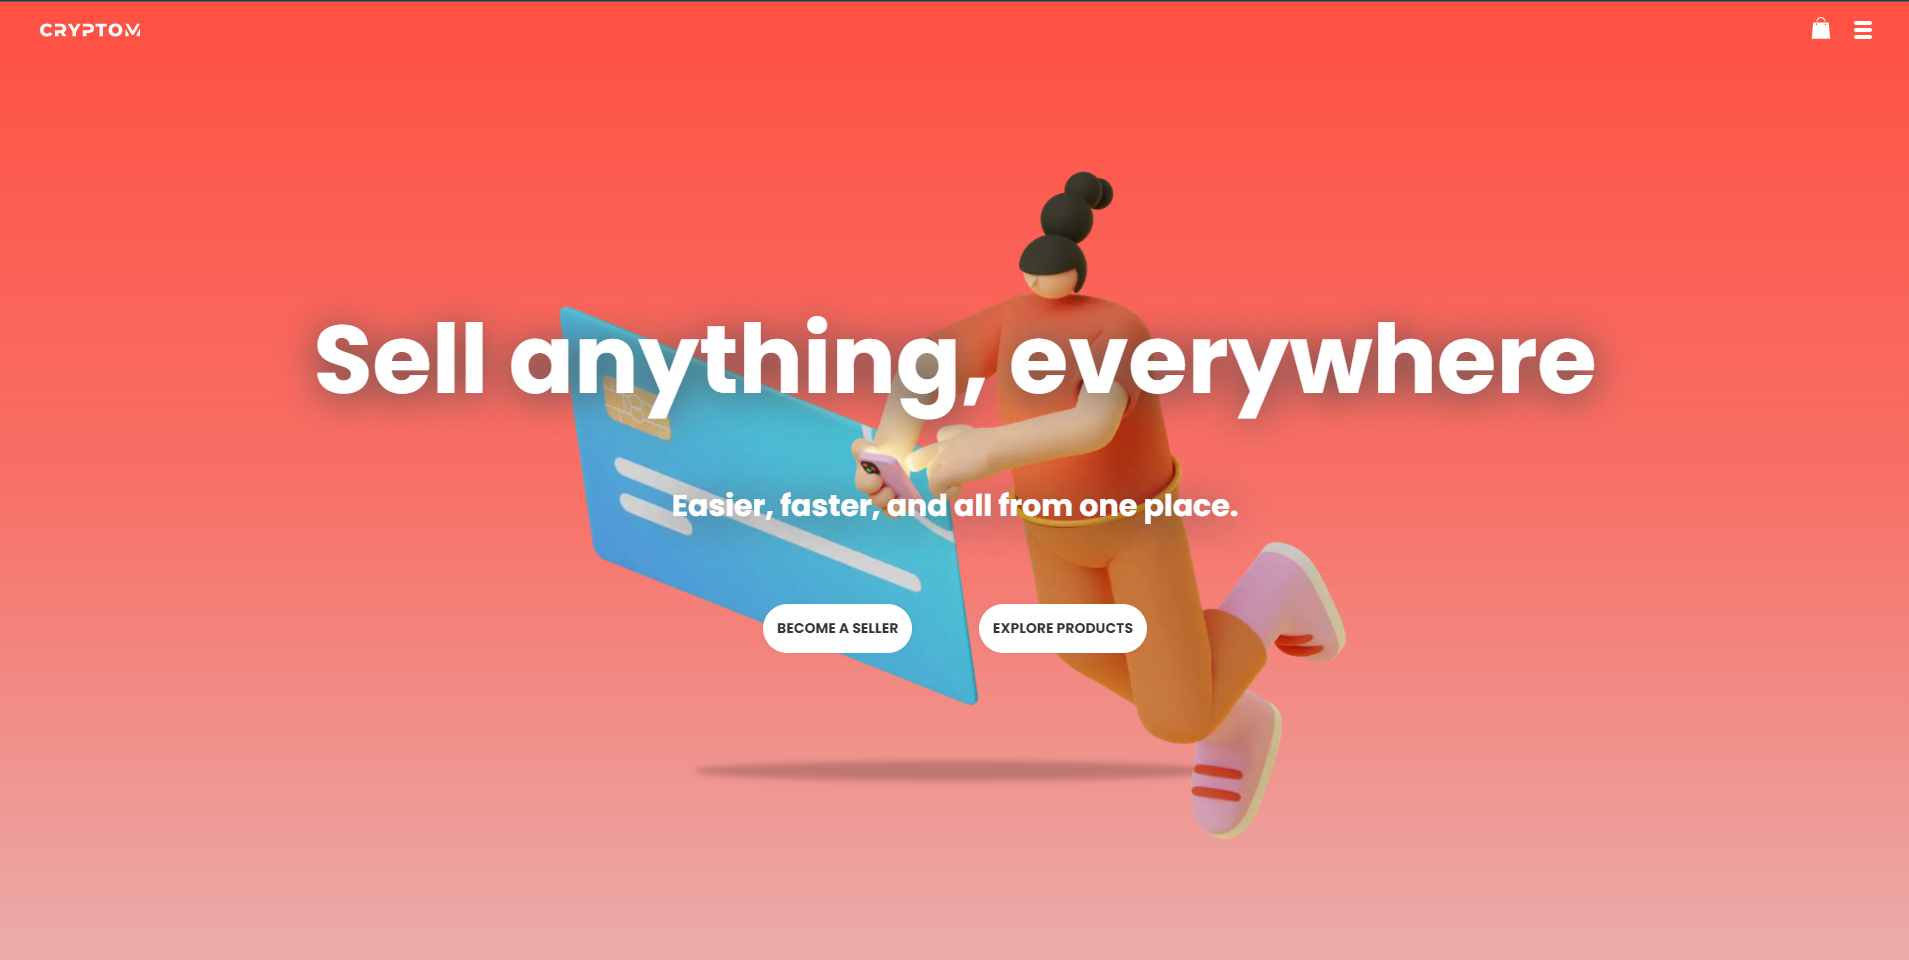 CRYPTOM
Sell anything, everywhere
Easier, faster, and all from one place.
BECOME A SELLER
EXPLORE PRODUCTS